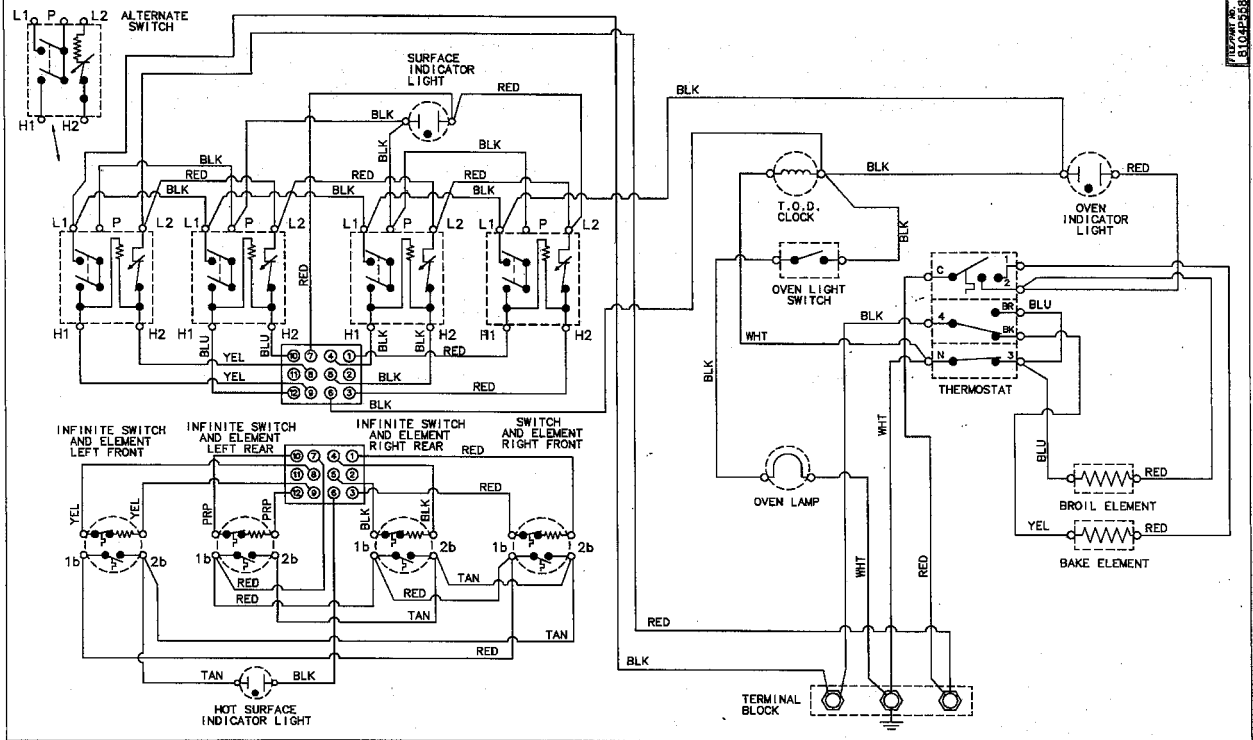 L1 P L2 ALTERNATE
SWITCH
H1 H2
FILE/PART NO.
8104P558
SURFACE
INDICATOR
LIGHT
BLK
RED
BLK
BLK
RED
BLK
RED
BLK
RED
BLK
BLK
RED
BLK
L1 P L2
L1 P L2
L1 P L2
L1 P L2
H1 H2
H1 H2
H1 H2
H1 H2
RED
BLU
BLU
BLK
BLK
YEL
YEL
RED
BLK
RED
BLK
10 7 4 1
11 8 5 2
12 9 6 3
T.O.D.
CLOCK
BLK
RED
OVEN
INDICATOR
LIGHT
BLK
OVEN LIGHT
SWITCH
C
2
1
BR
BLU
4
BK
N
3
THERMOSTAT
BLK
WHT
BLK
WHT
BLU
RED
BROIL ELEMENT
YEL
RED
BAKE ELEMENT
OVEN LAMP
WHT
RED
INFINITE SWITCH
AND ELEMENT
LEFT FRONT
INFINITE SWITCH
AND ELEMENT
LEFT REAR
INFINITE SWITCH
AND ELEMENT
RIGHT REAR
SWITCH
AND ELEMENT
RIGHT FRONT
10 7 4 1
11 8 5 2
12 9 6 3
RED
RED
YEL
YEL
PRP
PRP
BLK
BLK
1b 2b
1b 2b
1b 2b
1b 2b
RED
RED
TAN
RED
TAN
TAN
RED
TAN
BLK
HOT SURFACE
INDICATOR LIGHT
RED
BLK
TERMINAL
BLOCK